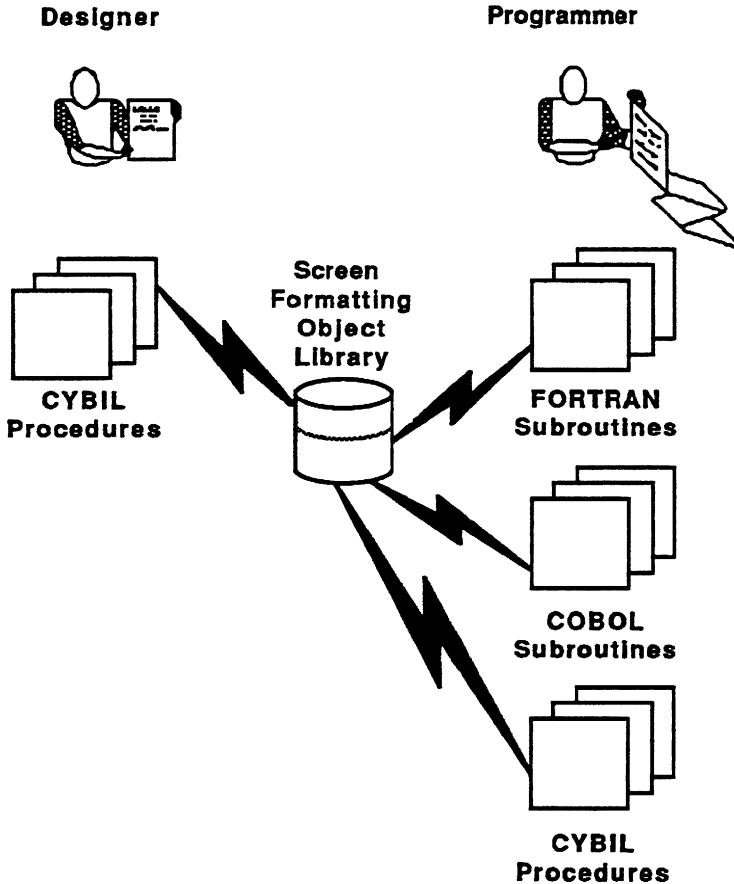 Designer
Programmer
Screen
Formatting
Object
Library
CYBIL
Procedures
FORTRAN
Subroutines
COBOL
Subroutines
CYBIL
Procedures